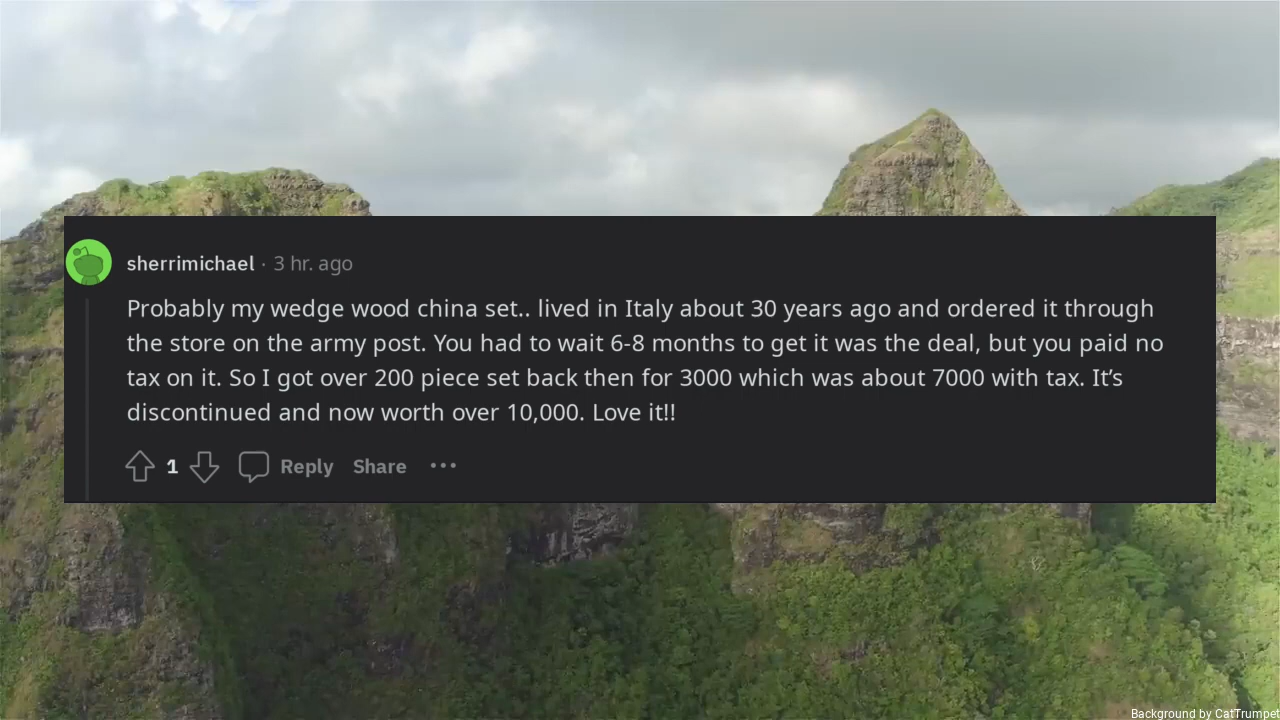 sherrimichael · 3 hr. ago
Probably my wedge wood china set.. lived in Italy about 30 years ago and ordered it through
the store on the army post. You had to wait 6-8 months to get it was the deal, but you paid no
tax on it. So I got over 200 piece set back then for 3000 which was about 7000 with tax. It’s
discontinued and now worth over 10,000. Love it!!
1 Reply Share •••
Background by CatTrumpet